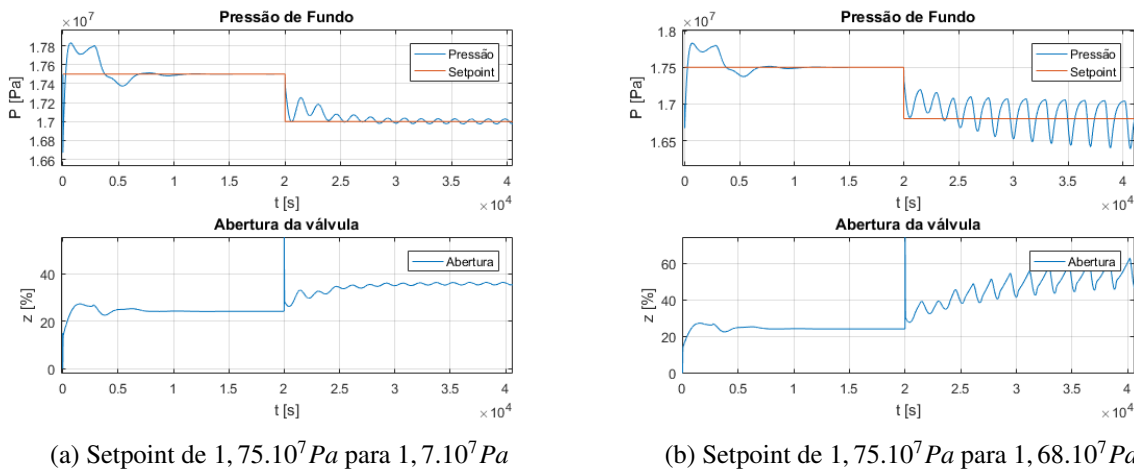 Pressão de Fundo
×10⁷
1.78
1.76
1.74
1.72
1.7
1.68
1.66
P [Pa]
Pressão
Setpoint
0 0.5 1 1.5 2 2.5 3 3.5 4
t [s]
×10⁴
Abertura da válvula
40
20
0
z [%]
Abertura
0 0.5 1 1.5 2 2.5 3 3.5 4
t [s]
×10⁴
(a) Setpoint de 1, 75.10⁷Pa para 1, 7.10⁷Pa
Pressão de Fundo
×10⁷
1.8
1.75
1.7
1.65
P [Pa]
Pressão
Setpoint
0 0.5 1 1.5 2 2.5 3 3.5 4
t [s]
×10⁴
Abertura da válvula
60
40
20
0
z [%]
Abertura
0 0.5 1 1.5 2 2.5 3 3.5 4
t [s]
×10⁴
(b) Setpoint de 1, 75.10⁷Pa para 1, 68.10⁷Pa